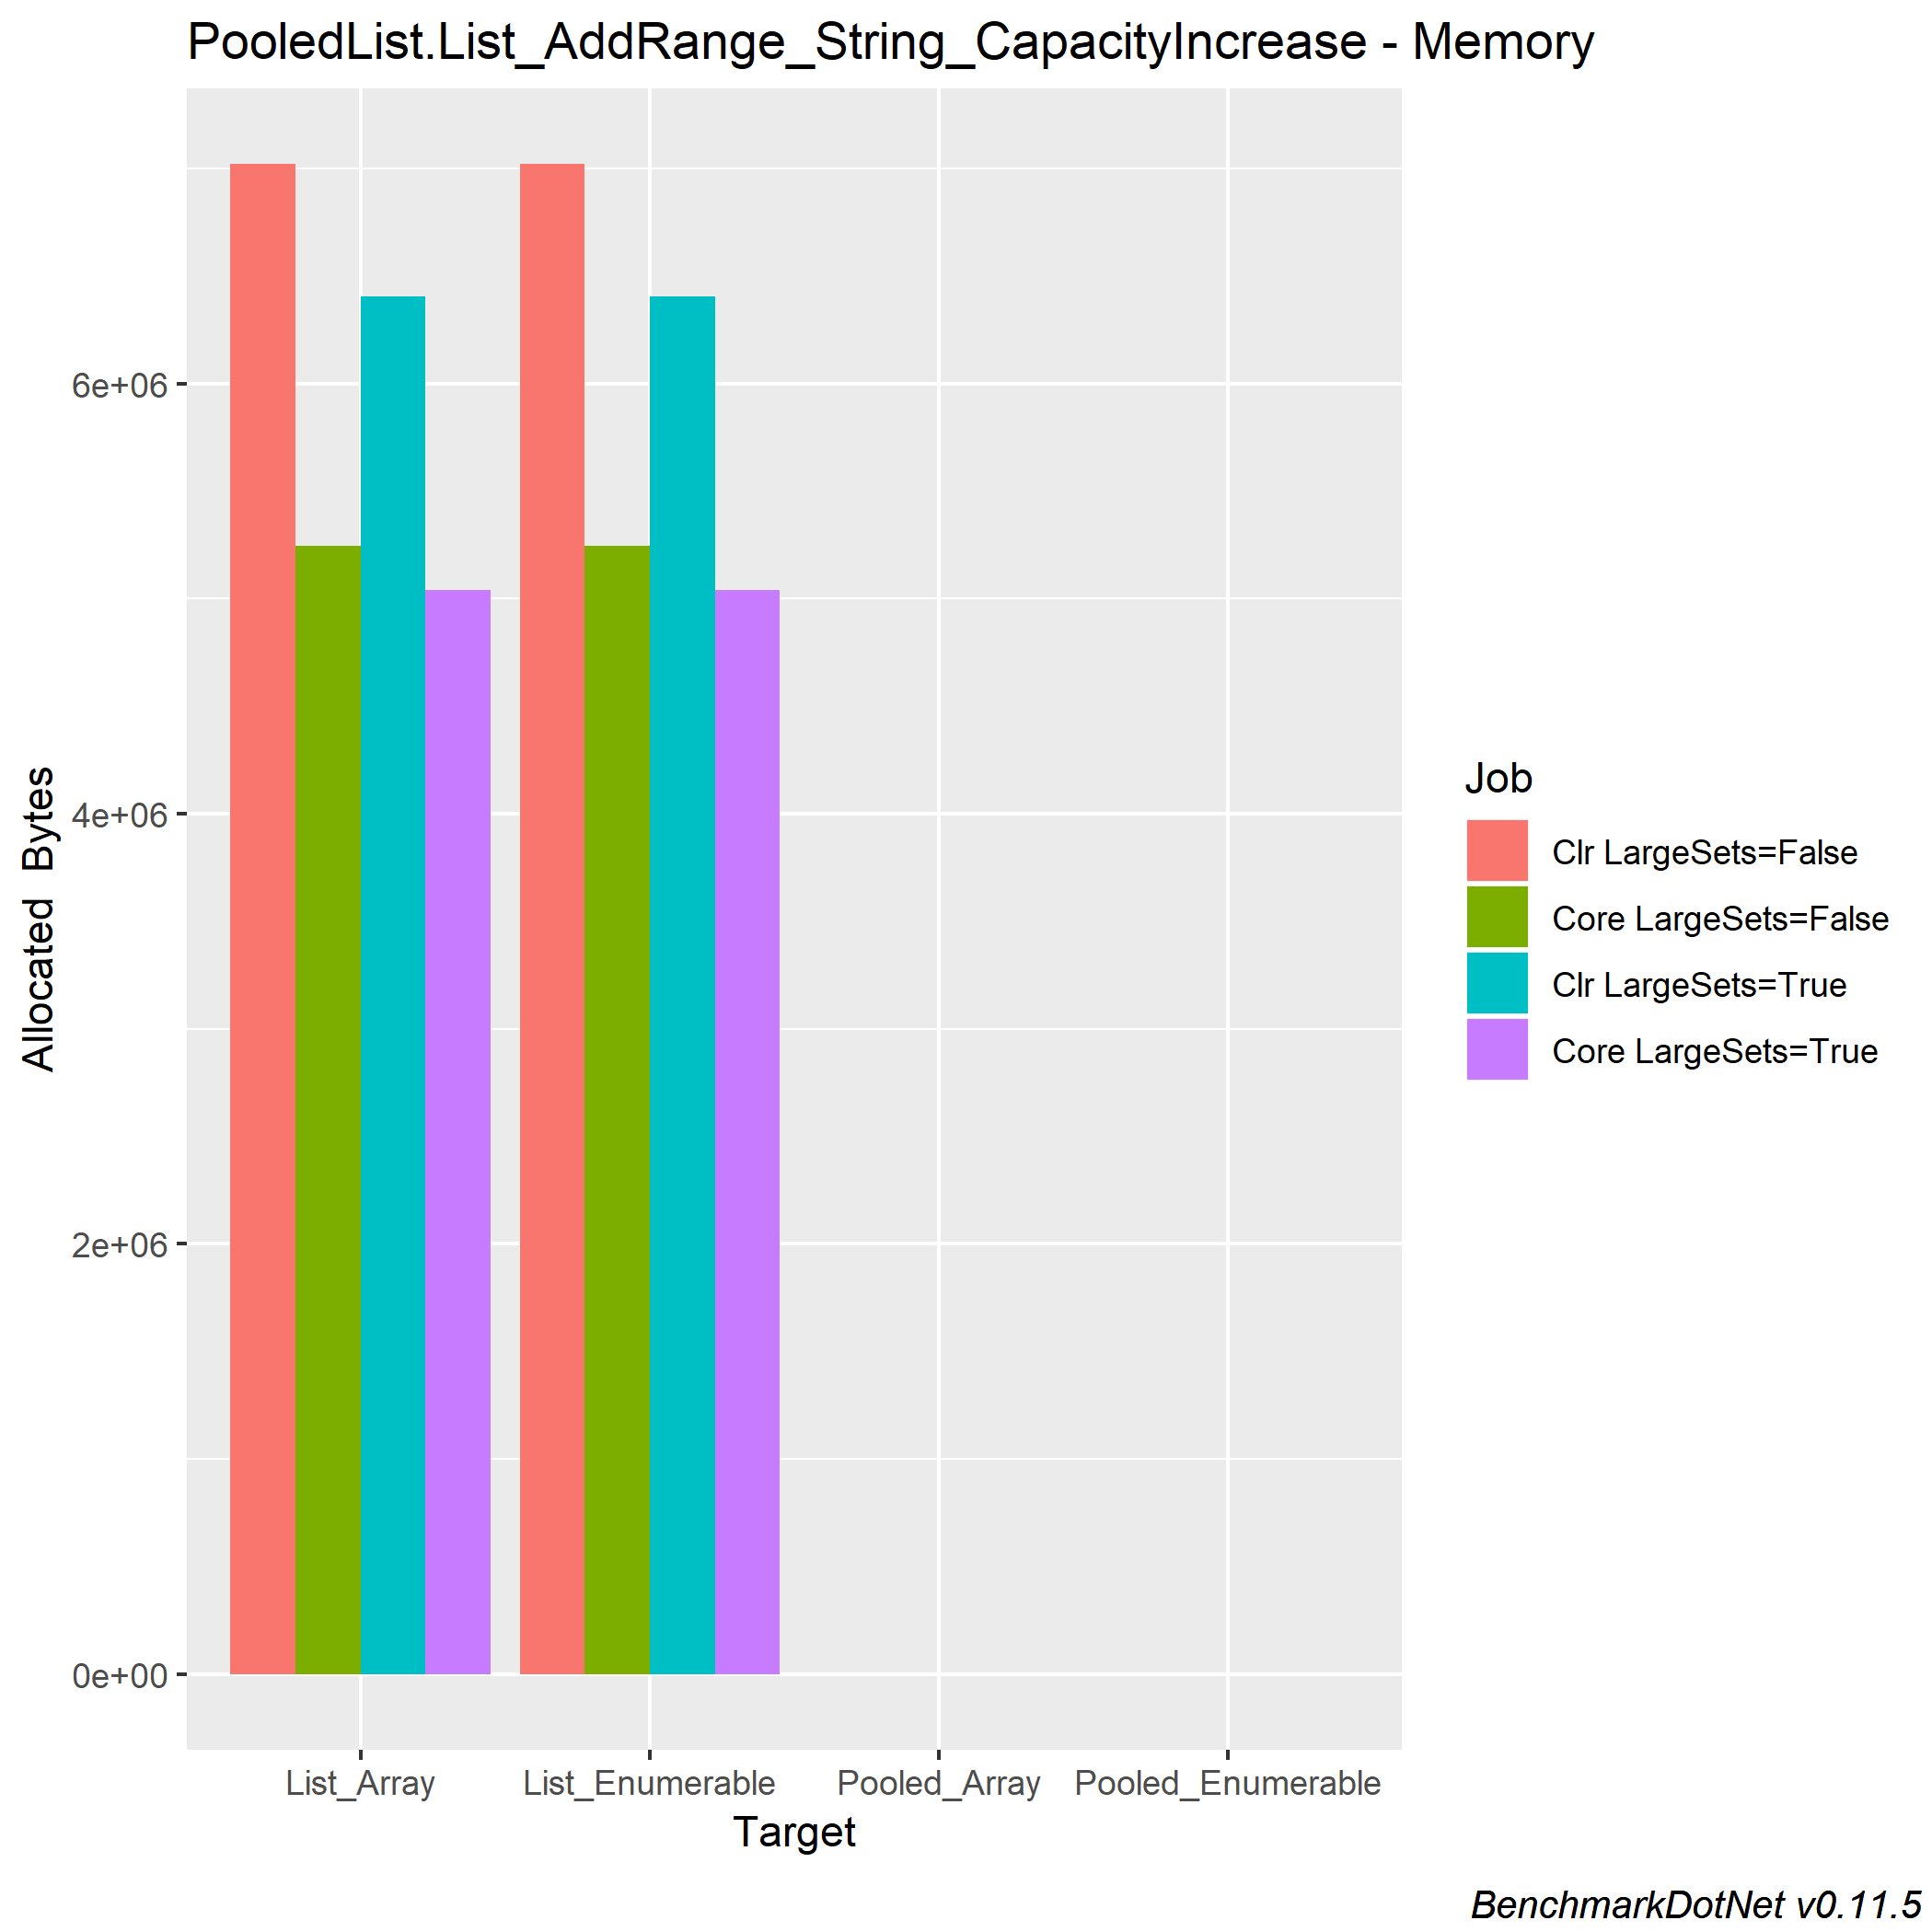 PooledList.List_AddRange_String_CapacityIncrease - Memory
Allocated Bytes
6e+06
4e+06
2e+06
0e+00
List_Array
List_Enumerable
Pooled_Array
Pooled_Enumerable
Target
Job
Clr LargeSets=False
Core LargeSets=False
Clr LargeSets=True
Core LargeSets=True
BenchmarkDotNet v0.11.5